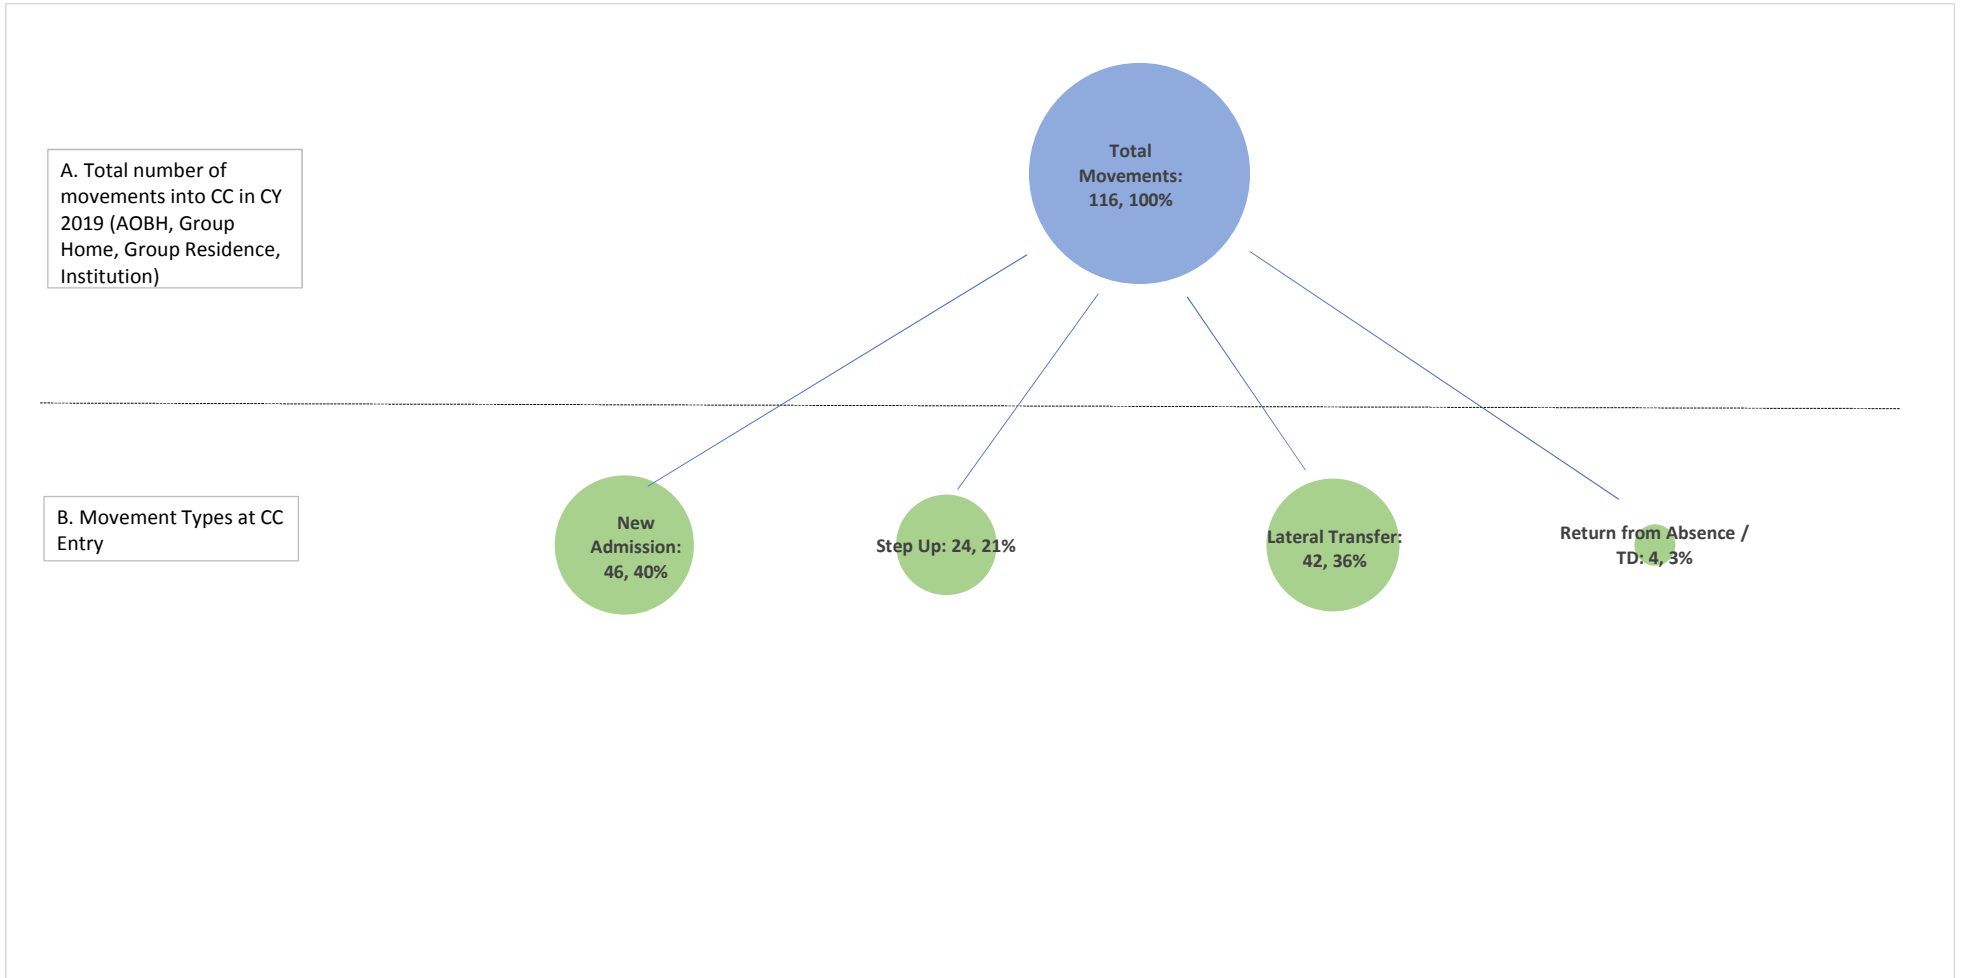 Total
Movements:
116, 100%
A. Total number of
movements into CC in CY
2019 (AOBH, Group
Home, Group Residence,
Institution)
B. Movement Types at CC
Entry
New
Admission:
46, 40%
Step Up: 24, 21%
Lateral Transfer:
42, 36%
Return from Absence /
TD: 4, 3%